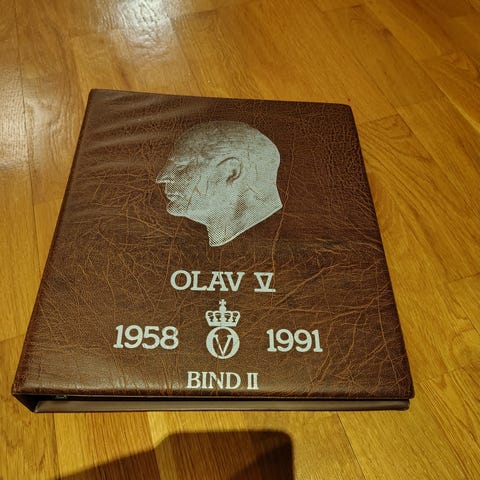 OLAV V
1958 V 1991
BIND II